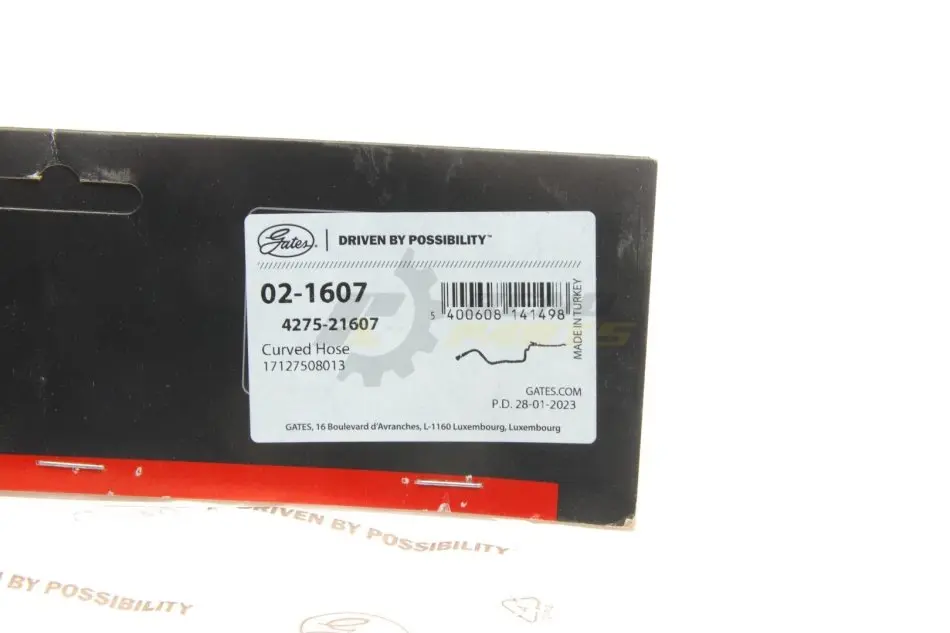 Gates. | DRIVEN BY POSSIBILITY™
02-1607
4275-21607
Curved Hose
17127508013
5 400608 141498
MADE IN TURKEY
GATES.COM
P.D. 28-01-2023
GATES, 16 Boulevard d'Avranches, L-1160 Luxembourg, Luxembourg
DRIVEN BY POSSIBILITY
BY POSSIBILITY